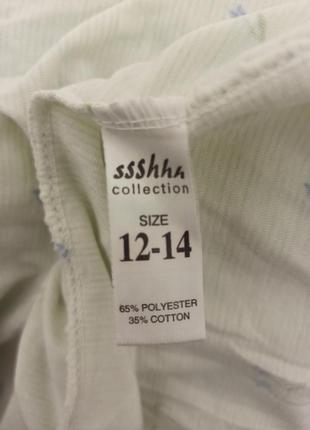 ssshhh
collection
SIZE
12-14
65% POLYESTER
35% COTTON